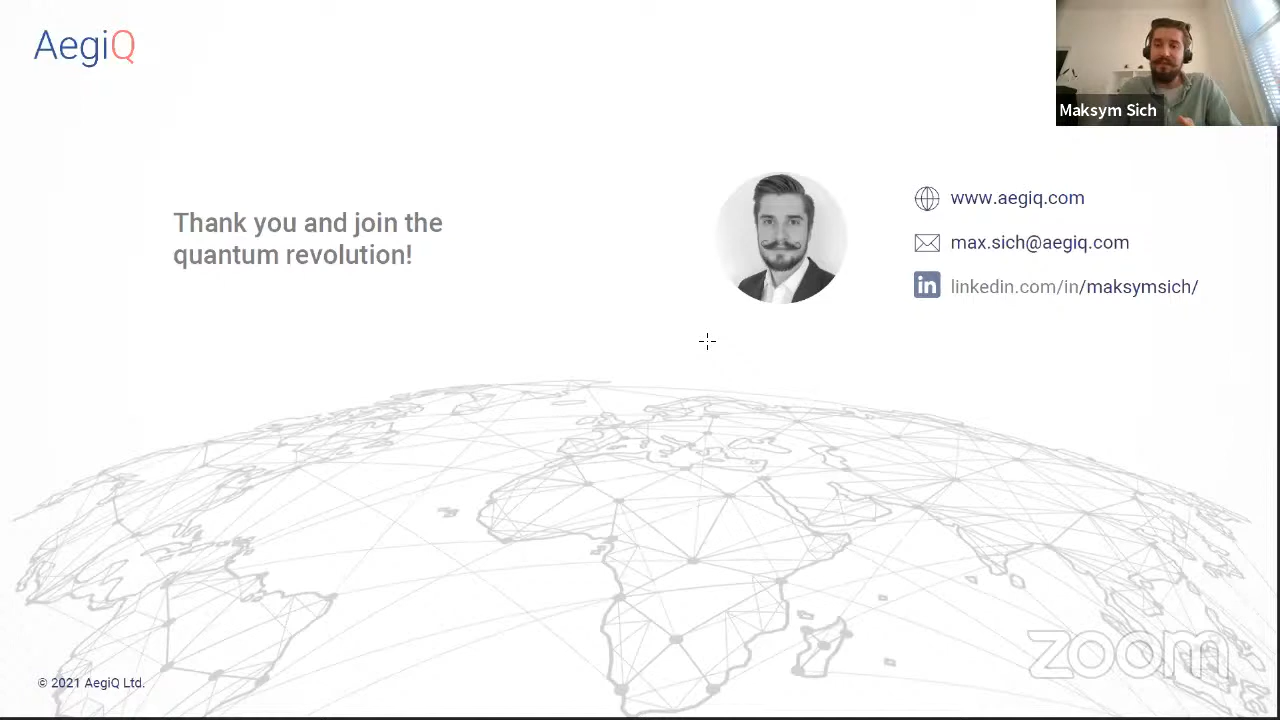 AegiQ
Maksym Sich
Thank you and join the
quantum revolution!
www.aegiq.com
max.sich@aegiq.com
in linkedin.com/in/maksymsich/
zoom
© 2021 AegiQ Ltd.